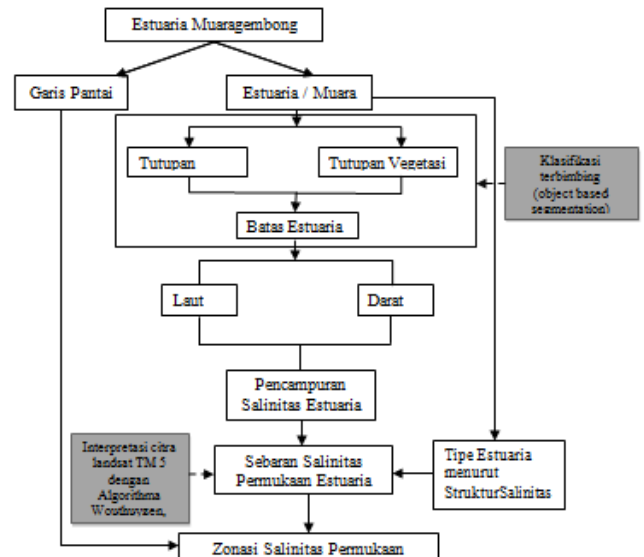 Estuaria Muaragembong
Garis Pantai
Estuaria / Muara
Tutupan
Tutupan Vegetasi
Klasifikasi
terbimbing
(object based
segmentation)
Batas Estuaria
Laut
Darat
Pencampuran
Salinitas Estuaria
Interpretasi citra
landsat TM 5
dengan
Algorithma
Wouthuyzen,
Sebaran Salinitas
Permukaan Estuaria
Tipe Estuaria
menurut
StrukturSalinitas
Zonasi Salinitas Permukaan